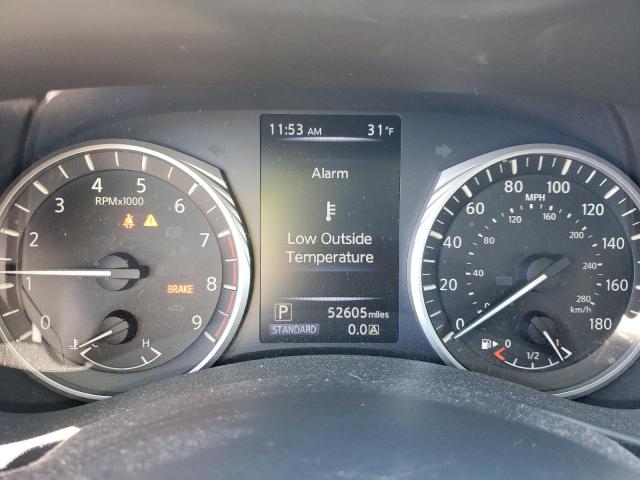 11:53 AM 31°F
Alarm
Low Outside
Temperature
P 52605 miles
STANDARD 0.0 A
0 1 2 3 4 5 6 7 8 9
RPMx1000
BRAKE
H
0 20 40 60 80 100 120 140 160 180
MPH
0 40 80 120 160 200 240 280
km/h
0 1/2 1